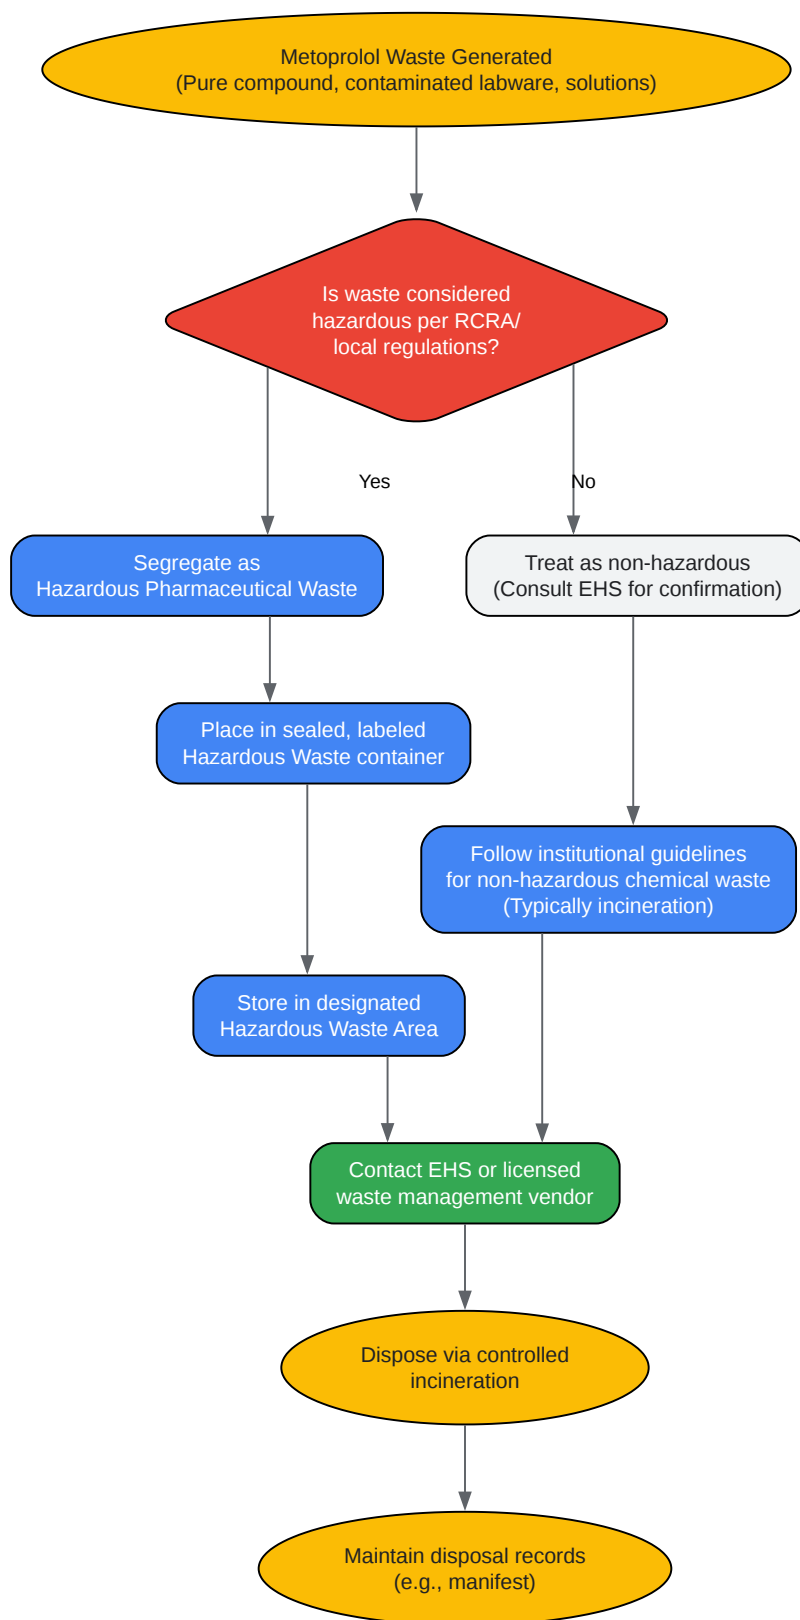 Metoprolol Waste Generated
(Pure compound, contaminated labware, solutions)
Is waste considered
hazardous per RCRA/
local regulations?
Yes
No
Segregate as
Hazardous Pharmaceutical Waste
Treat as non-hazardous
(Consult EHS for confirmation)
Place in sealed, labeled
Hazardous Waste container
Follow institutional guidelines
for non-hazardous chemical waste
(Typically incineration)
Store in designated
Hazardous Waste Area
Contact EHS or licensed
waste management vendor
Dispose via controlled
incineration
Maintain disposal records
(e.g., manifest)